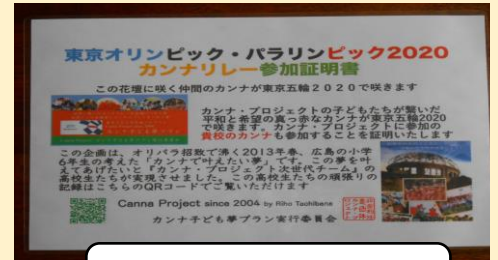 東京オリンピック・パラリンピック2020
カンナリレー参加証明書
この花壇に咲く仲間のカンナが東京五輪2020で咲きます
カンナ・プロジェクトの子どもたちが繋いだ
平和と希望の真っ赤なカンナが東京五輪2020
で咲きます。カンナ・プロジェクトに参加の
貴校のカンナも参加することを証明いたします
この企画は、オリパラ招致で沸く2013年春、広島の小学
6年生の考えた「カンナで叶えたい夢」です。この夢を叶
えてあげたいと『カンナ・プロジェクト次世代チーム』の
高校生たちが実現させました。この高校生たちの頑張りの
記録はこちらのQRコードでご覧いただけます
Canna Project since 2004 by Riho Tachibana
カンナ子ども夢プラン実行委員会